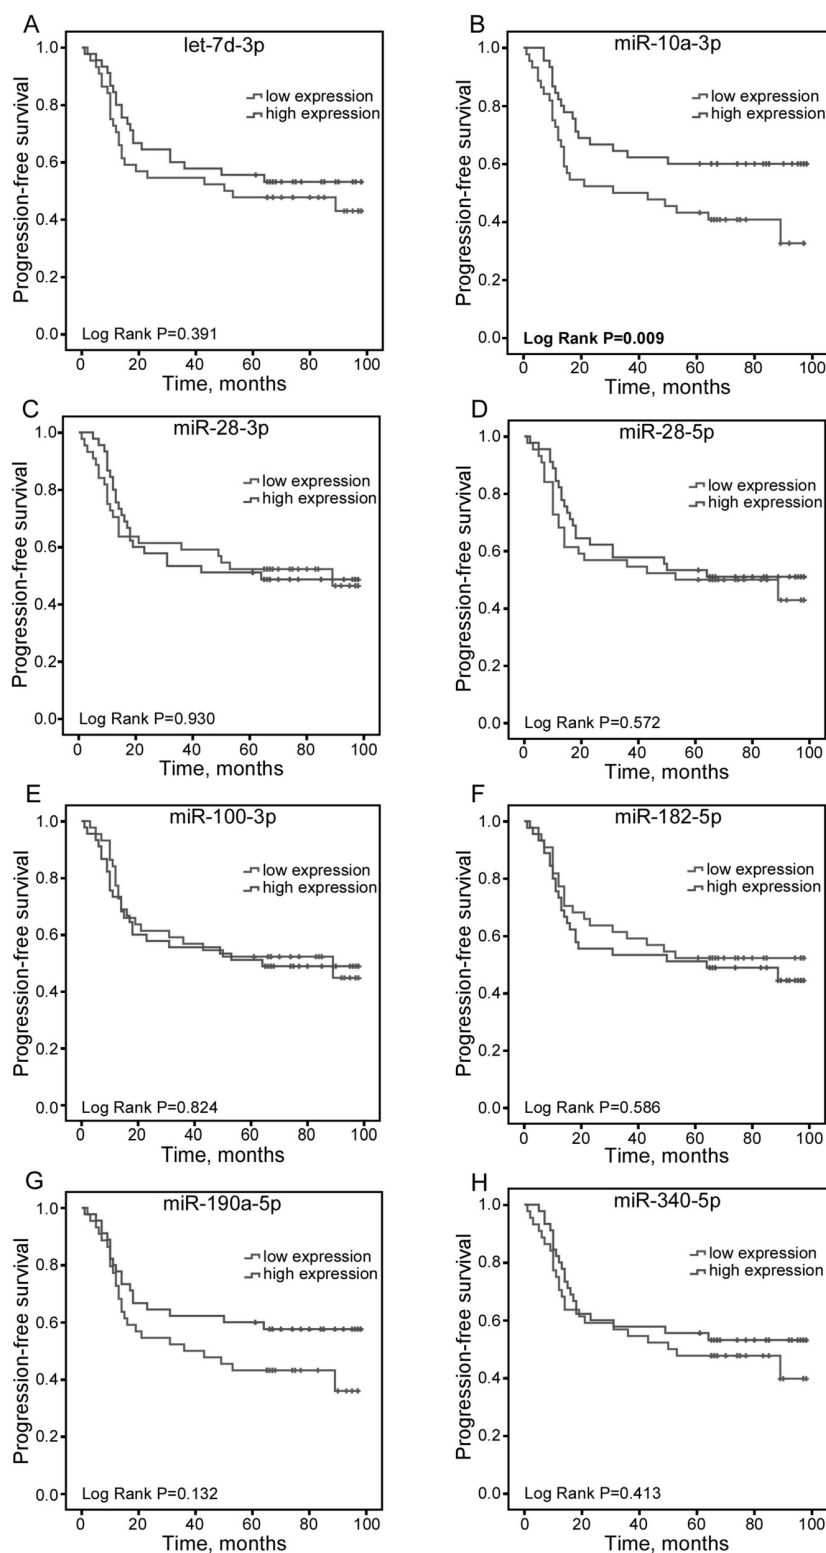 A
let-7d-3p
1.0
0.8
0.6
0.4
0.2
0.0
Progression-free survival
low expression
high expression
Log Rank P=0.391
0 20 40 60 80 100
Time, months
B
miR-10a-3p
1.0
0.8
0.6
0.4
0.2
0.0
Progression-free survival
low expression
high expression
Log Rank P=0.009
0 20 40 60 80 100
Time, months
C
miR-28-3p
1.0
0.8
0.6
0.4
0.2
0.0
Progression-free survival
low expression
high expression
Log Rank P=0.930
0 20 40 60 80 100
Time, months
D
miR-28-5p
1.0
0.8
0.6
0.4
0.2
0.0
Progression-free survival
low expression
high expression
Log Rank P=0.572
0 20 40 60 80 100
Time, months
E
miR-100-3p
1.0
0.8
0.6
0.4
0.2
0.0
Progression-free survival
low expression
high expression
Log Rank P=0.824
0 20 40 60 80 100
Time, months
F
miR-182-5p
1.0
0.8
0.6
0.4
0.2
0.0
Progression-free survival
low expression
high expression
Log Rank P=0.586
0 20 40 60 80 100
Time, months
G
miR-190a-5p
1.0
0.8
0.6
0.4
0.2
0.0
Progression-free survival
low expression
high expression
Log Rank P=0.132
0 20 40 60 80 100
Time, months
H
miR-340-5p
1.0
0.8
0.6
0.4
0.2
0.0
Progression-free survival
low expression
high expression
Log Rank P=0.413
0 20 40 60 80 100
Time, months